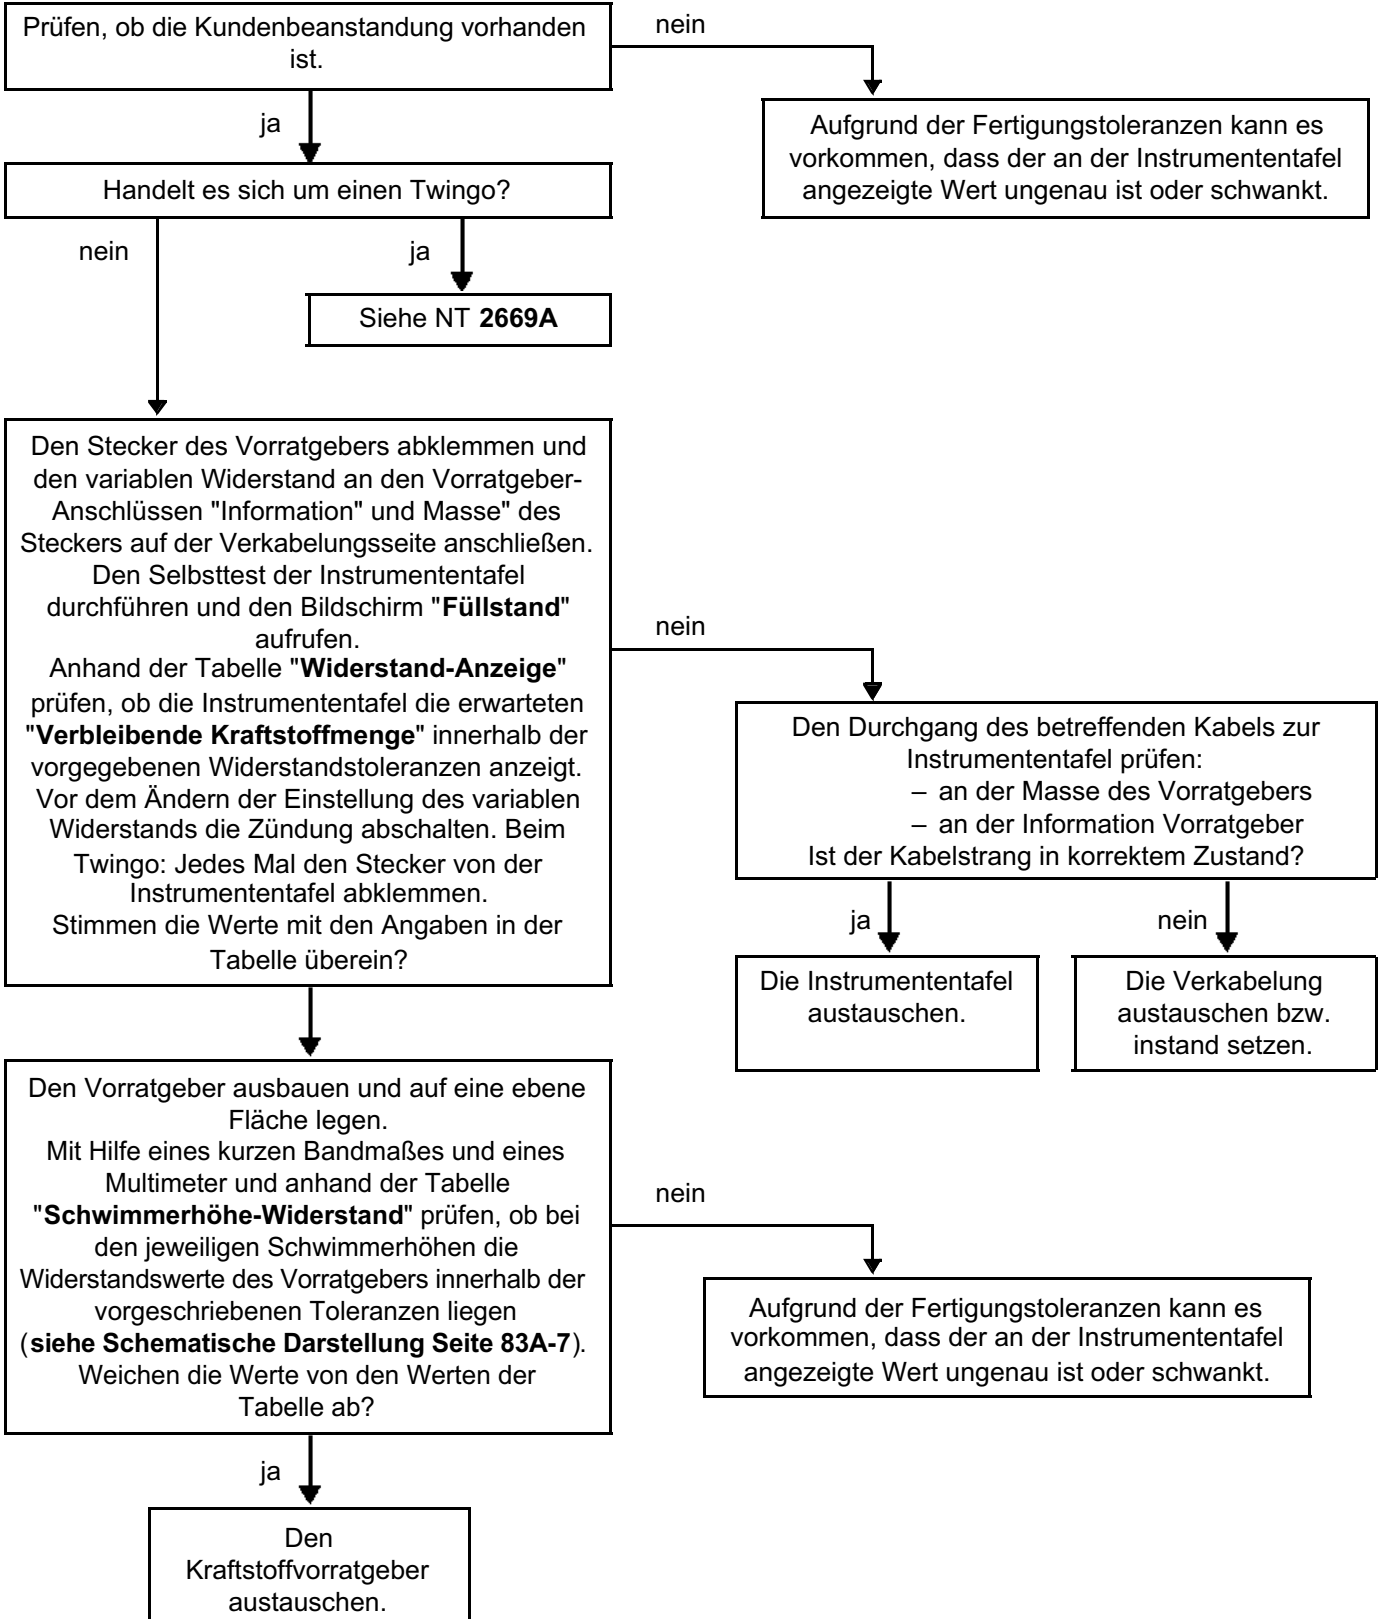 Prüfen, ob die Kundenbeanstandung vorhanden
ist.
nein
ja
Aufgrund der Fertigungstoleranzen kann es
vorkommen, dass der an der Instrumententafel
angezeigte Wert ungenau ist oder schwankt.
Handelt es sich um einen Twingo?
nein
ja
Siehe NT 2669A
Den Stecker des Vorratgebers abklemmen und
den variablen Widerstand an den Vorratgeber-
Anschlüssen "Information" und Masse" des
Steckers auf der Verkabelungsseite anschließen.
Den Selbsttest der Instrumententafel
durchführen und den Bildschirm "Füllstand"
aufrufen.
Anhand der Tabelle "Widerstand-Anzeige"
prüfen, ob die Instrumententafel die erwarteten
"Verbleibende Kraftstoffmenge" innerhalb der
vorgegebenen Widerstandstoleranzen anzeigt.
Vor dem Ändern der Einstellung des variablen
Widerstands die Zündung abschalten. Beim
Twingo: Jedes Mal den Stecker von der
Instrumententafel abklemmen.
Stimmen die Werte mit den Angaben in der
Tabelle überein?
nein
Den Durchgang des betreffenden Kabels zur
Instrumententafel prüfen:
– an der Masse des Vorratgebers
– an der Information Vorratgeber
Ist der Kabelstrang in korrektem Zustand?
ja
nein
Die Instrumententafel
austauschen.
Die Verkabelung
austauschen bzw.
instand setzen.
Den Vorratgeber ausbauen und auf eine ebene
Fläche legen.
Mit Hilfe eines kurzen Bandmaßes und eines
Multimeter und anhand der Tabelle
"Schwimmerhöhe-Widerstand" prüfen, ob bei
den jeweiligen Schwimmerhöhen die
Widerstandswerte des Vorratgebers innerhalb der
vorgeschriebenen Toleranzen liegen
(siehe Schematische Darstellung Seite 83A-7).
Weichen die Werte von den Werten der
Tabelle ab?
nein
Aufgrund der Fertigungstoleranzen kann es
vorkommen, dass der an der Instrumententafel
angezeigte Wert ungenau ist oder schwankt.
ja
Den
Kraftstoffvorratgeber
austauschen.